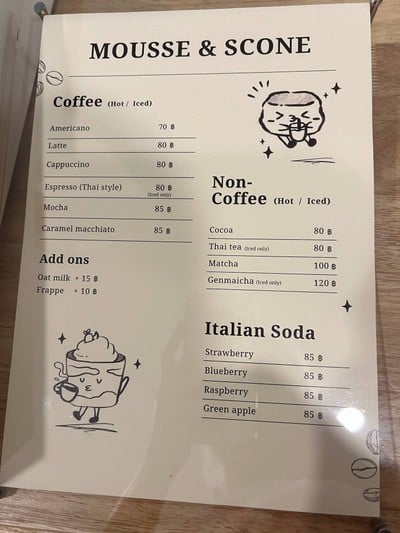 MOUSSE & SCONE
Coffee (Hot / Iced)
Americano 70 ฿
Latte 80 ฿
Cappuccino 80 ฿
Espresso (Thai style) 80 ฿
(Iced only)
Mocha 85 ฿
Caramel macchiato 85 ฿
Add ons
Oat milk + 15 ฿
Frappe + 10 ฿
Non-
Coffee (Hot / Iced)
Cocoa 80 ฿
Thai tea (Iced only) 80 ฿
Matcha 100 ฿
Genmaicha (Iced only) 120 ฿
Italian Soda
Strawberry 85 ฿
Blueberry 85 ฿
Raspberry 85 ฿
Green apple 85 ฿